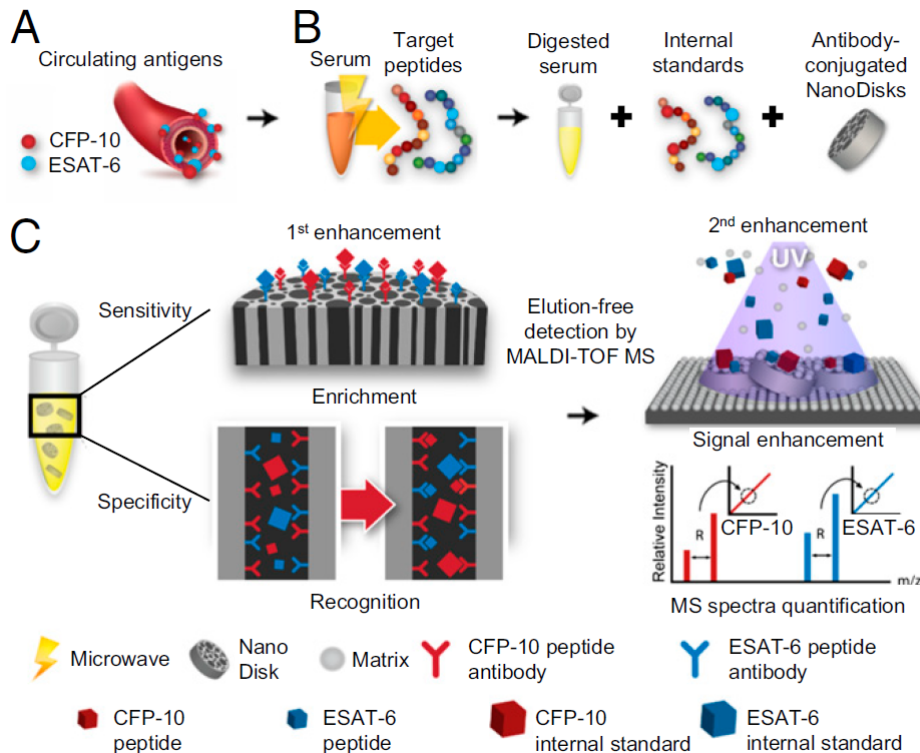 A
Circulating antigens
CFP-10
ESAT-6
B
Serum
Target
peptides
Digested
serum
Internal
standards
Antibody-
conjugated
NanoDisks
C
Sensitivity
Specificity
1st enhancement
Enrichment
Recognition
Elution-free
detection by
MALDI-TOF MS
2nd enhancement
UV
Signal enhancement
Relative Intensity
R
CFP-10
R
ESAT-6
m/z
MS spectra quantification
Microwave
Nano
Disk
Matrix
CFP-10 peptide
antibody
ESAT-6 peptide
antibody
CFP-10
peptide
ESAT-6
peptide
CFP-10
internal standard
ESAT-6
internal standard